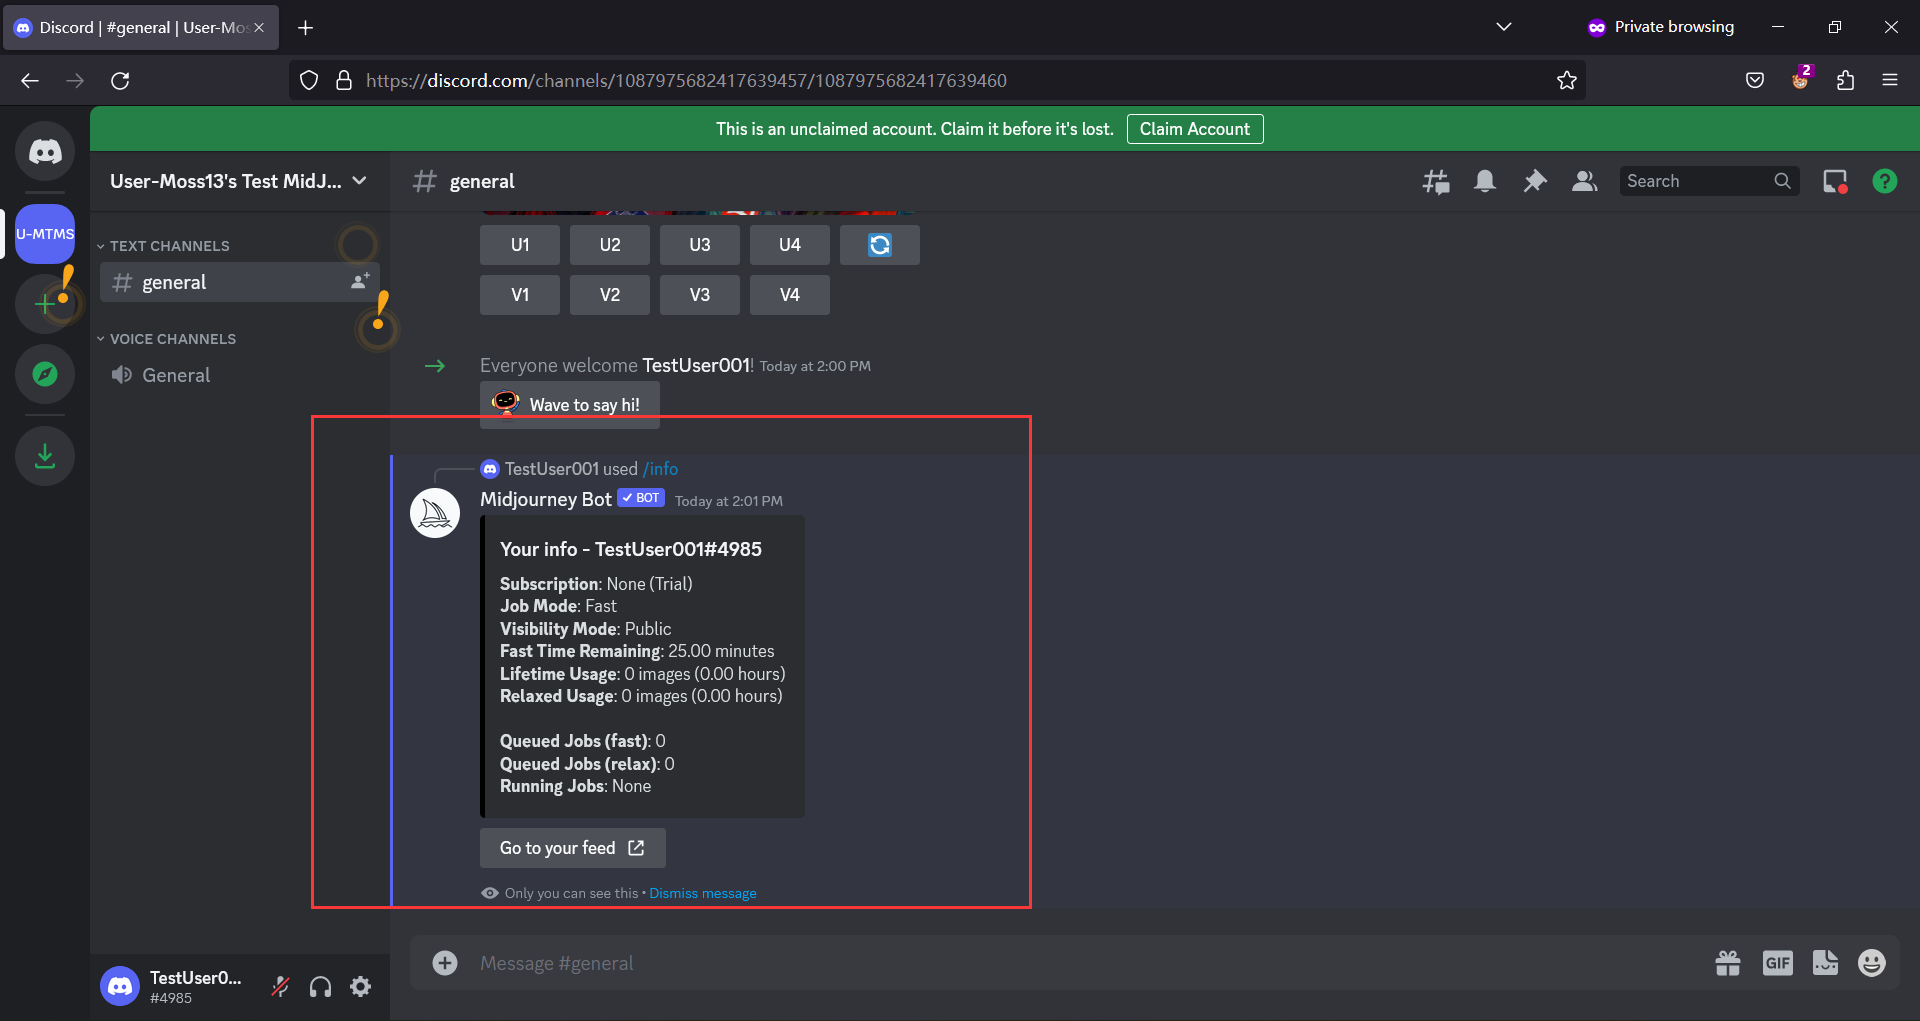 Discord | #general | User-Mos
Private browsing
https://discord.com/channels/1087975682417639457/1087975682417639460
2
This is an unclaimed account. Claim it before it's lost.
Claim Account
User-Moss13's Test MidJ...
general
Search
U-MTMS
TEXT CHANNELS
general
VOICE CHANNELS
General
U1 U2 U3 U4
V1 V2 V3 V4
Everyone welcome TestUser001! Today at 2:00 PM
Wave to say hi!
TestUser001 used /info
Midjourney Bot ✓ BOT Today at 2:01 PM
Your info - TestUser001#4985
Subscription: None (Trial)
Job Mode: Fast
Visibility Mode: Public
Fast Time Remaining: 25.00 minutes
Lifetime Usage: 0 images (0.00 hours)
Relaxed Usage: 0 images (0.00 hours)
Queued Jobs (fast): 0
Queued Jobs (relax): 0
Running Jobs: None
Go to your feed
Only you can see this • Dismiss message
TestUser0...
#4985
Message #general
GIF